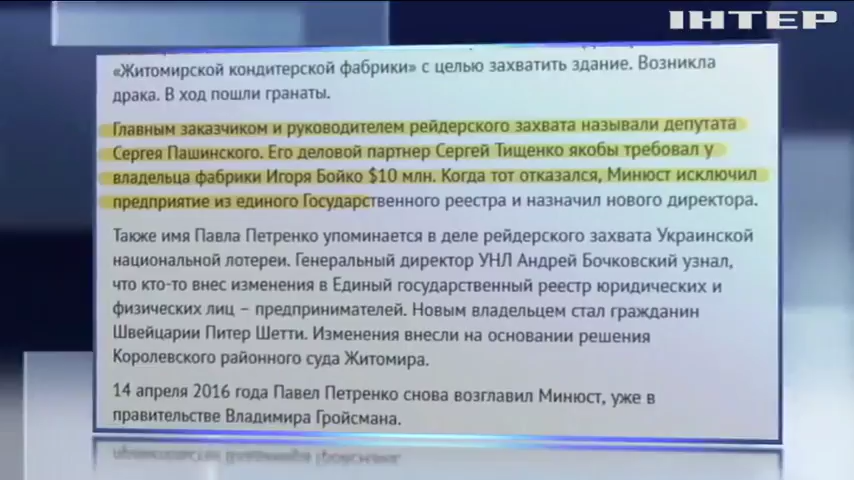 ІНТЕР
«Житомирской кондитерской фабрики» с целью захватить здание. Возникла
драка. В ход пошли гранаты.
Главным заказчиком и руководителем рейдерского захвата называли депутата
Сергея Пашинского. Его деловой партнер Сергей Тищенко якобы требовал у
владельца фабрики Игоря Бойко $10 млн. Когда тот отказался, Минюст исключил
предприятие из единого Государственного реестра и назначил нового директора.
Также имя Павла Петренко упоминается в деле рейдерского захвата Украинской
национальной лотереи. Генеральный директор УНЛ Андрей Бочковский узнал,
что кто-то внес изменения в Единый государственный реестр юридических и
физических лиц – предпринимателей. Новым владельцем стал гражданин
Швейцарии Питер Шетти. Изменения внесли на основании решения
Королевского районного суда Житомира.
14 апреля 2016 года Павел Петренко снова возглавил Минюст, уже в
правительстве Владимира Гройсмана.